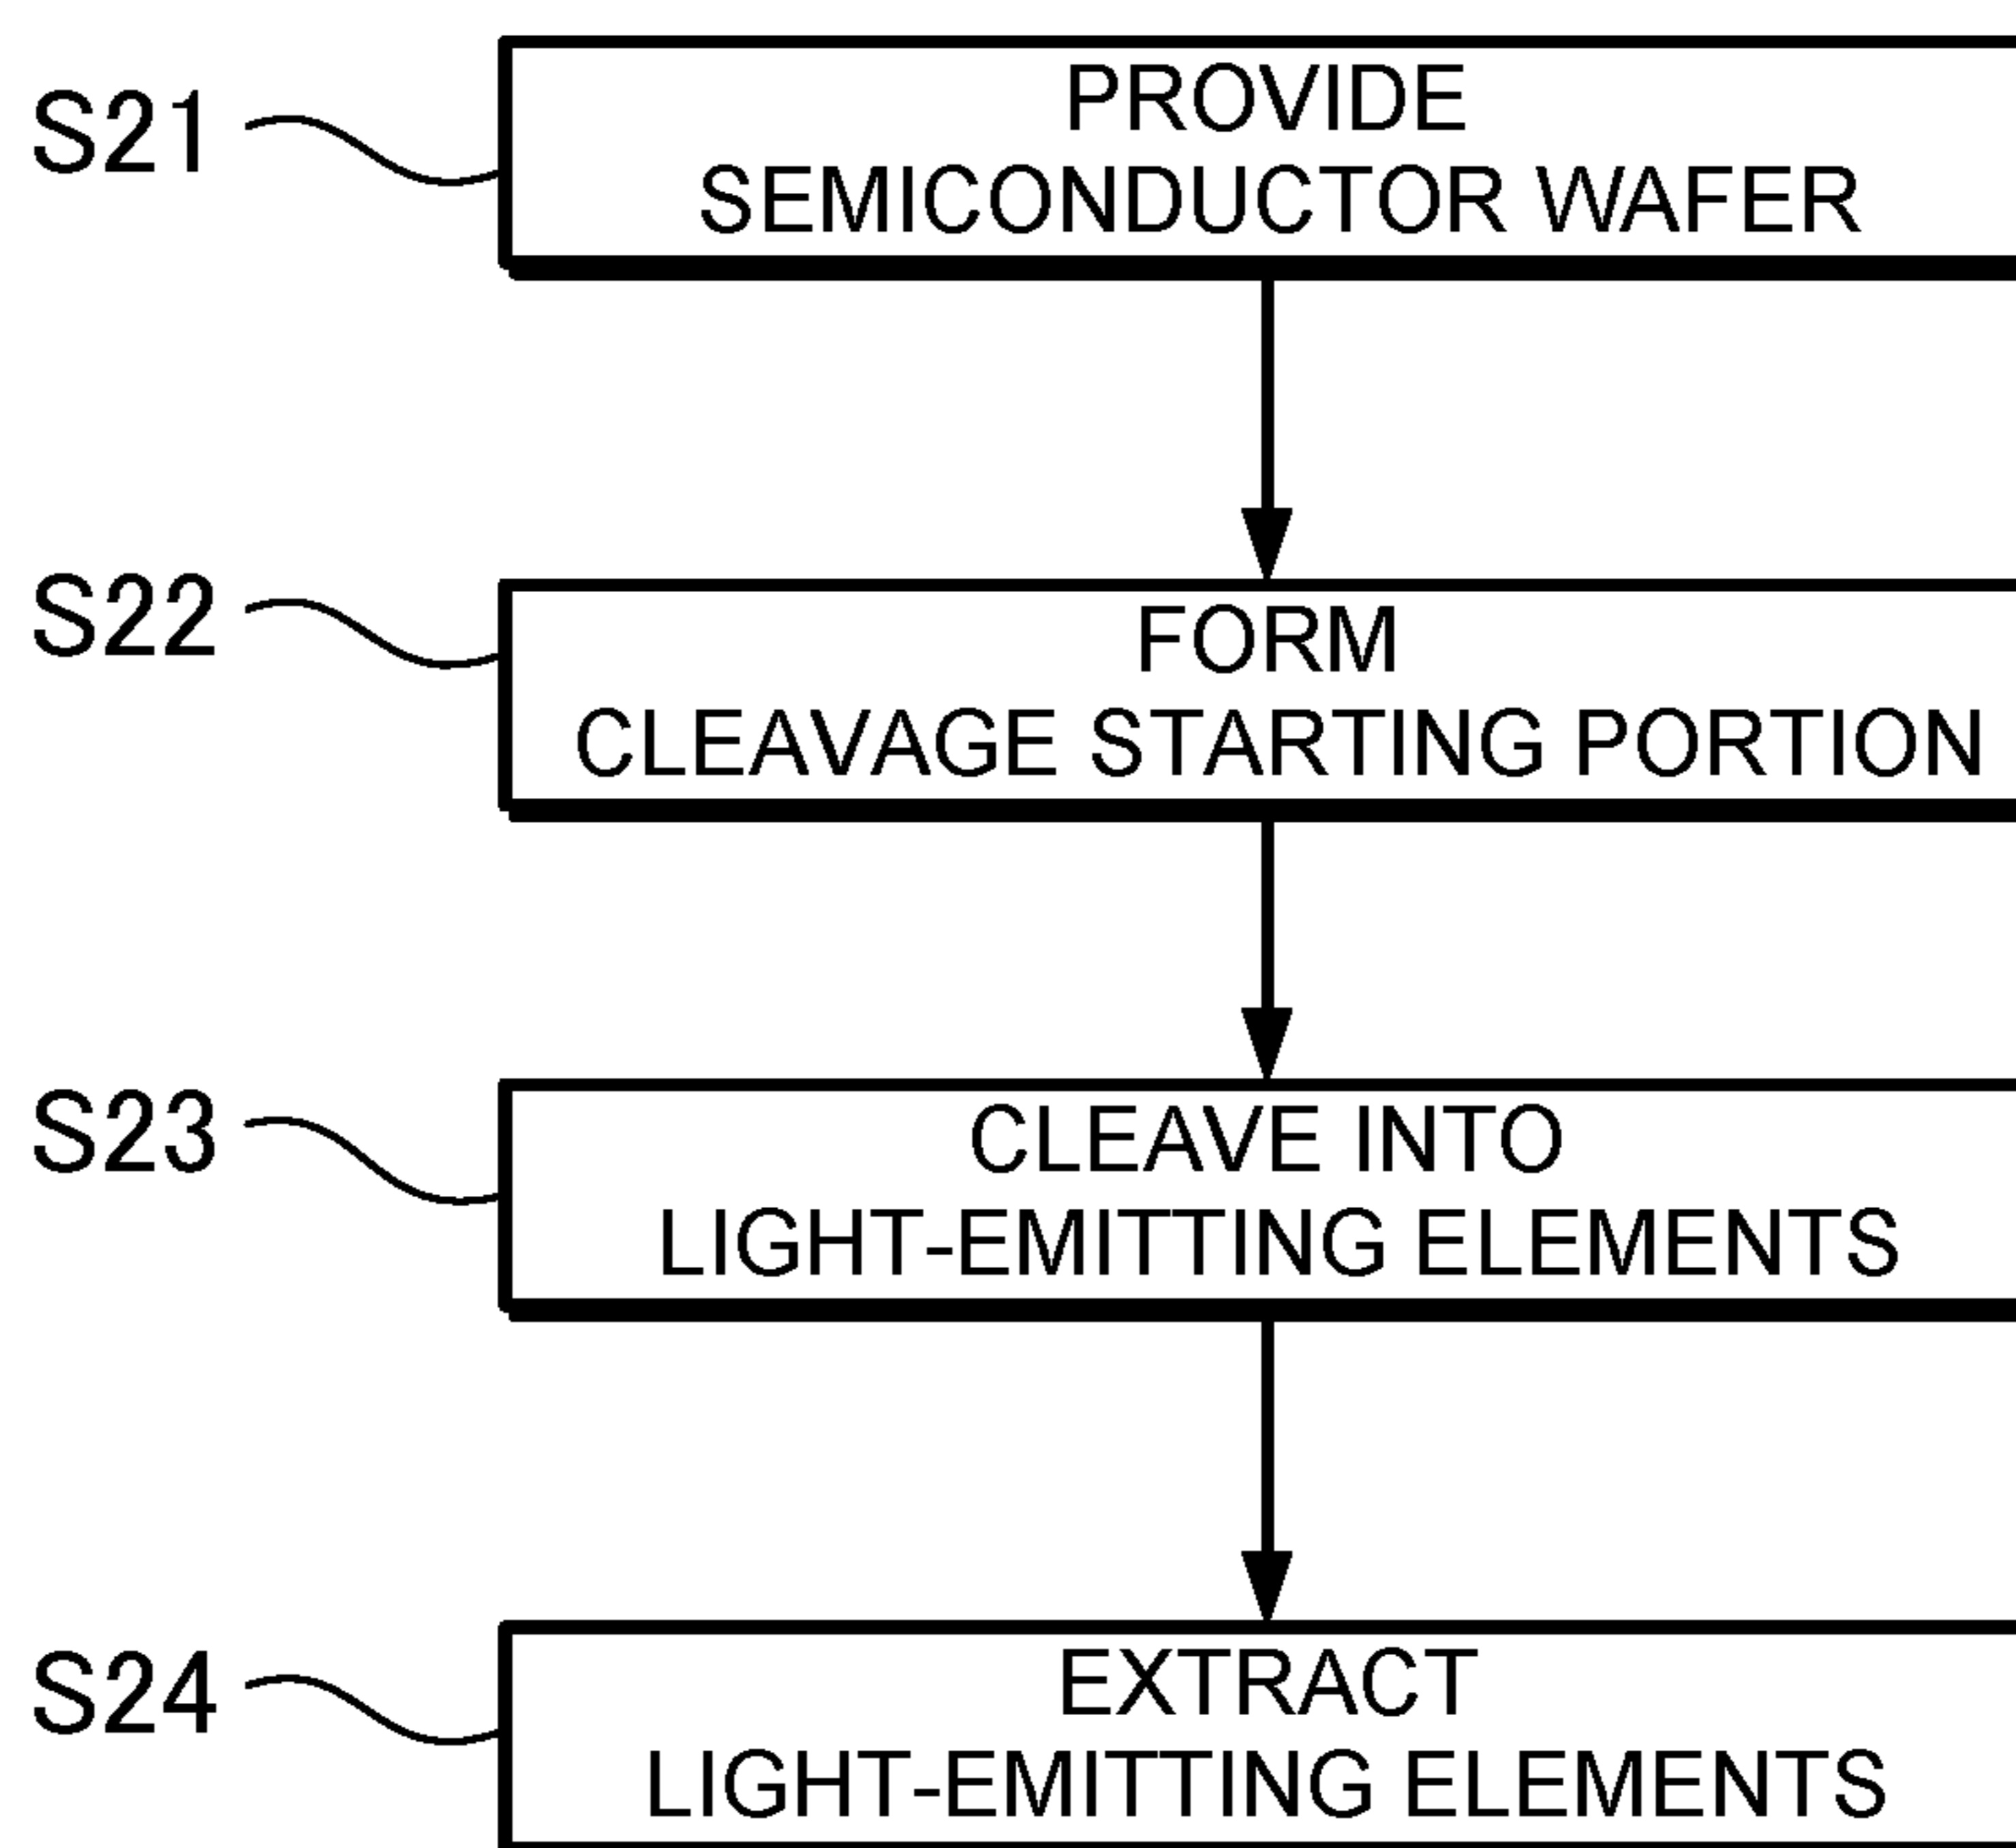 S21
PROVIDE
SEMICONDUCTOR WAFER
S22
FORM
CLEAVAGE STARTING PORTION
S23
CLEAVE INTO
LIGHT-EMITTING ELEMENTS
S24
EXTRACT
LIGHT-EMITTING ELEMENTS